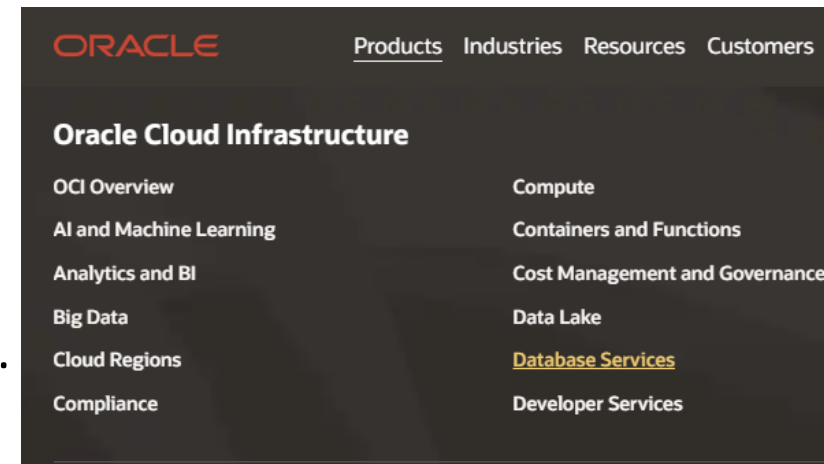 ORACLE Products Industries Resources Customers
Oracle Cloud Infrastructure
OCI Overview
AI and Machine Learning
Analytics and BI
Big Data
Cloud Regions
Compliance
Compute
Containers and Functions
Cost Management and Governance
Data Lake
Database Services
Developer Services